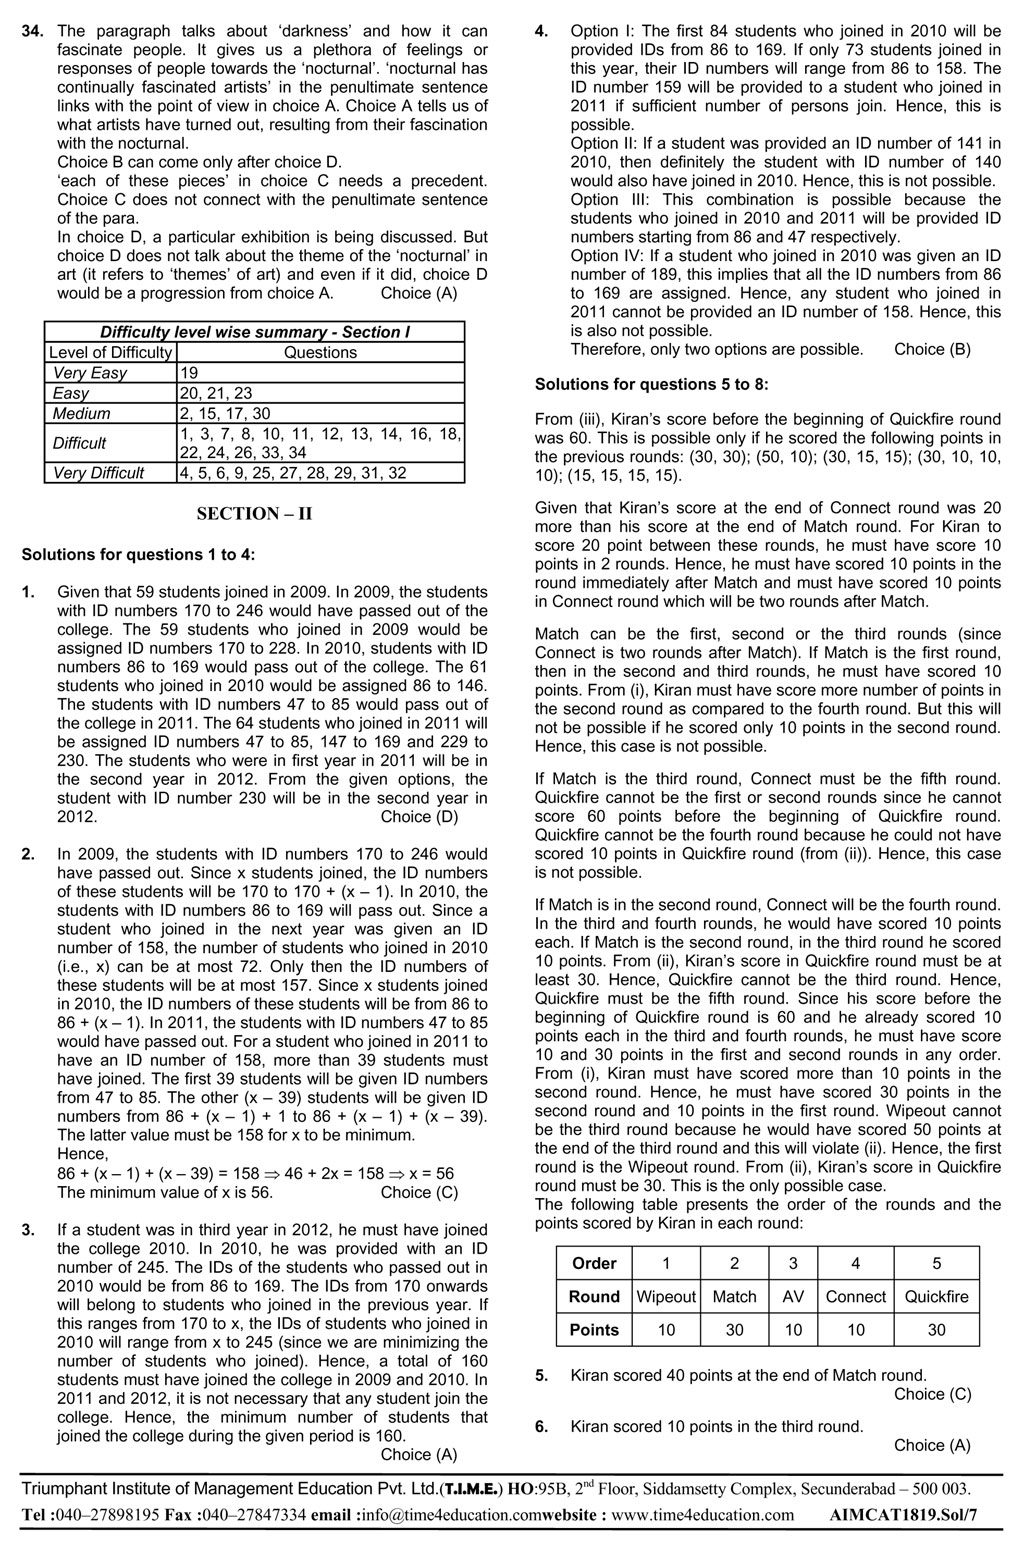 34. The paragraph talks about ‘darkness’ and how it can
fascinate people. It gives us a plethora of feelings or
responses of people towards the ‘nocturnal’. ‘nocturnal has
continually fascinated artists’ in the penultimate sentence
links with the point of view in choice A. Choice A tells us of
what artists have turned out, resulting from their fascination
with the nocturnal.
Choice B can come only after choice D.
‘each of these pieces’ in choice C needs a precedent.
Choice C does not connect with the penultimate sentence
of the para.
In choice D, a particular exhibition is being discussed. But
choice D does not talk about the theme of the ‘nocturnal’ in
art (it refers to ‘themes’ of art) and even if it did, choice D
would be a progression from choice A. Choice (A)
Difficulty level wise summary - Section I
Level of Difficulty Questions
Very Easy 19
Easy 20, 21, 23
Medium 2, 15, 17, 30
Difficult 1, 3, 7, 8, 10, 11, 12, 13, 14, 16, 18,
22, 24, 26, 33, 34
Very Difficult 4, 5, 6, 9, 25, 27, 28, 29, 31, 32
SECTION – II
Solutions for questions 1 to 4:
1. Given that 59 students joined in 2009. In 2009, the students
with ID numbers 170 to 246 would have passed out of the
college. The 59 students who joined in 2009 would be
assigned ID numbers 170 to 228. In 2010, students with ID
numbers 86 to 169 would pass out of the college. The 61
students who joined in 2010 would be assigned 86 to 146.
The students with ID numbers 47 to 85 would pass out of
the college in 2011. The 64 students who joined in 2011 will
be assigned ID numbers 47 to 85, 147 to 169 and 229 to
230. The students who were in first year in 2011 will be in
the second year in 2012. From the given options, the
student with ID number 230 will be in the second year in
2012. Choice (D)
2. In 2009, the students with ID numbers 170 to 246 would
have passed out. Since x students joined, the ID numbers
of these students will be 170 to 170 + (x – 1). In 2010, the
students with ID numbers 86 to 169 will pass out. Since a
student who joined in the next year was given an ID
number of 158, the number of students who joined in 2010
(i.e., x) can be at most 72. Only then the ID numbers of
these students will be at most 157. Since x students joined
in 2010, the ID numbers of these students will be from 86 to
86 + (x – 1). In 2011, the students with ID numbers 47 to 85
would have passed out. For a student who joined in 2011 to
have an ID number of 158, more than 39 students must
have joined. The first 39 students will be given ID numbers
from 47 to 85. The other (x – 39) students will be given ID
numbers from 86 + (x – 1) + 1 to 86 + (x – 1) + (x – 39).
The latter value must be 158 for x to be minimum.
Hence,
86 + (x – 1) + (x – 39) = 158 ⇒ 46 + 2x = 158 ⇒ x = 56
The minimum value of x is 56. Choice (C)
3. If a student was in third year in 2012, he must have joined
the college 2010. In 2010, he was provided with an ID
number of 245. The IDs of the students who passed out in
2010 would be from 86 to 169. The IDs from 170 onwards
will belong to students who joined in the previous year. If
this ranges from 170 to x, the IDs of students who joined in
2010 will range from x to 245 (since we are minimizing the
number of students who joined). Hence, a total of 160
students must have joined the college in 2009 and 2010. In
2011 and 2012, it is not necessary that any student join the
college. Hence, the minimum number of students that
joined the college during the given period is 160.
Choice (A)
4. Option I: The first 84 students who joined in 2010 will be
provided IDs from 86 to 169. If only 73 students joined in
this year, their ID numbers will range from 86 to 158. The
ID number 159 will be provided to a student who joined in
2011 if sufficient number of persons join. Hence, this is
possible.
Option II: If a student was provided an ID number of 141 in
2010, then definitely the student with ID number of 140
would also have joined in 2010. Hence, this is not possible.
Option III: This combination is possible because the
students who joined in 2010 and 2011 will be provided ID
numbers starting from 86 and 47 respectively.
Option IV: If a student who joined in 2010 was given an ID
number of 189, this implies that all the ID numbers from 86
to 169 are assigned. Hence, any student who joined in
2011 cannot be provided an ID number of 158. Hence, this
is also not possible.
Therefore, only two options are possible. Choice (B)
Solutions for questions 5 to 8:
From (iii), Kiran’s score before the beginning of Quickfire round
was 60. This is possible only if he scored the following points in
the previous rounds: (30, 30); (50, 10); (30, 15, 15); (30, 10, 10,
10); (15, 15, 15, 15).
Given that Kiran’s score at the end of Connect round was 20
more than his score at the end of Match round. For Kiran to
score 20 point between these rounds, he must have score 10
points in 2 rounds. Hence, he must have scored 10 points in the
round immediately after Match and must have scored 10 points
in Connect round which will be two rounds after Match.
Match can be the first, second or the third rounds (since
Connect is two rounds after Match). If Match is the first round,
then in the second and third rounds, he must have scored 10
points. From (i), Kiran must have score more number of points in
the second round as compared to the fourth round. But this will
not be possible if he scored only 10 points in the second round.
Hence, this case is not possible.
If Match is the third round, Connect must be the fifth round.
Quickfire cannot be the first or second rounds since he cannot
score 60 points before the beginning of Quickfire round.
Quickfire cannot be the fourth round because he could not have
scored 10 points in Quickfire round (from (ii)). Hence, this case
is not possible.
If Match is in the second round, Connect will be the fourth round.
In the third and fourth rounds, he would have scored 10 points
each. If Match is the second round, in the third round he scored
10 points. From (ii), Kiran’s score in Quickfire round must be at
least 30. Hence, Quickfire cannot be the third round. Hence,
Quickfire must be the fifth round. Since his score before the
beginning of Quickfire round is 60 and he already scored 10
points each in the third and fourth rounds, he must have score
10 and 30 points in the first and second rounds in any order.
From (i), Kiran must have scored more than 10 points in the
second round. Hence, he must have scored 30 points in the
second round and 10 points in the first round. Wipeout cannot
be the third round because he would have scored 50 points at
the end of the third round and this will violate (ii). Hence, the first
round is the Wipeout round. From (ii), Kiran’s score in Quickfire
round must be 30. This is the only possible case.
The following table presents the order of the rounds and the
points scored by Kiran in each round:
Order 1 2 3 4 5
Round Wipeout Match AV Connect Quickfire
Points 10 30 10 10 30
5. Kiran scored 40 points at the end of Match round.
Choice (C)
6. Kiran scored 10 points in the third round.
Choice (A)
Triumphant Institute of Management Education Pvt. Ltd.(T.I.M.E.) HO:95B, 2nd Floor, Siddamsetty Complex, Secunderabad – 500 003.
Tel :040–27898195 Fax :040–27847334 email :info@time4education.comwebsite : www.time4education.com AIMCAT1819.Sol/7